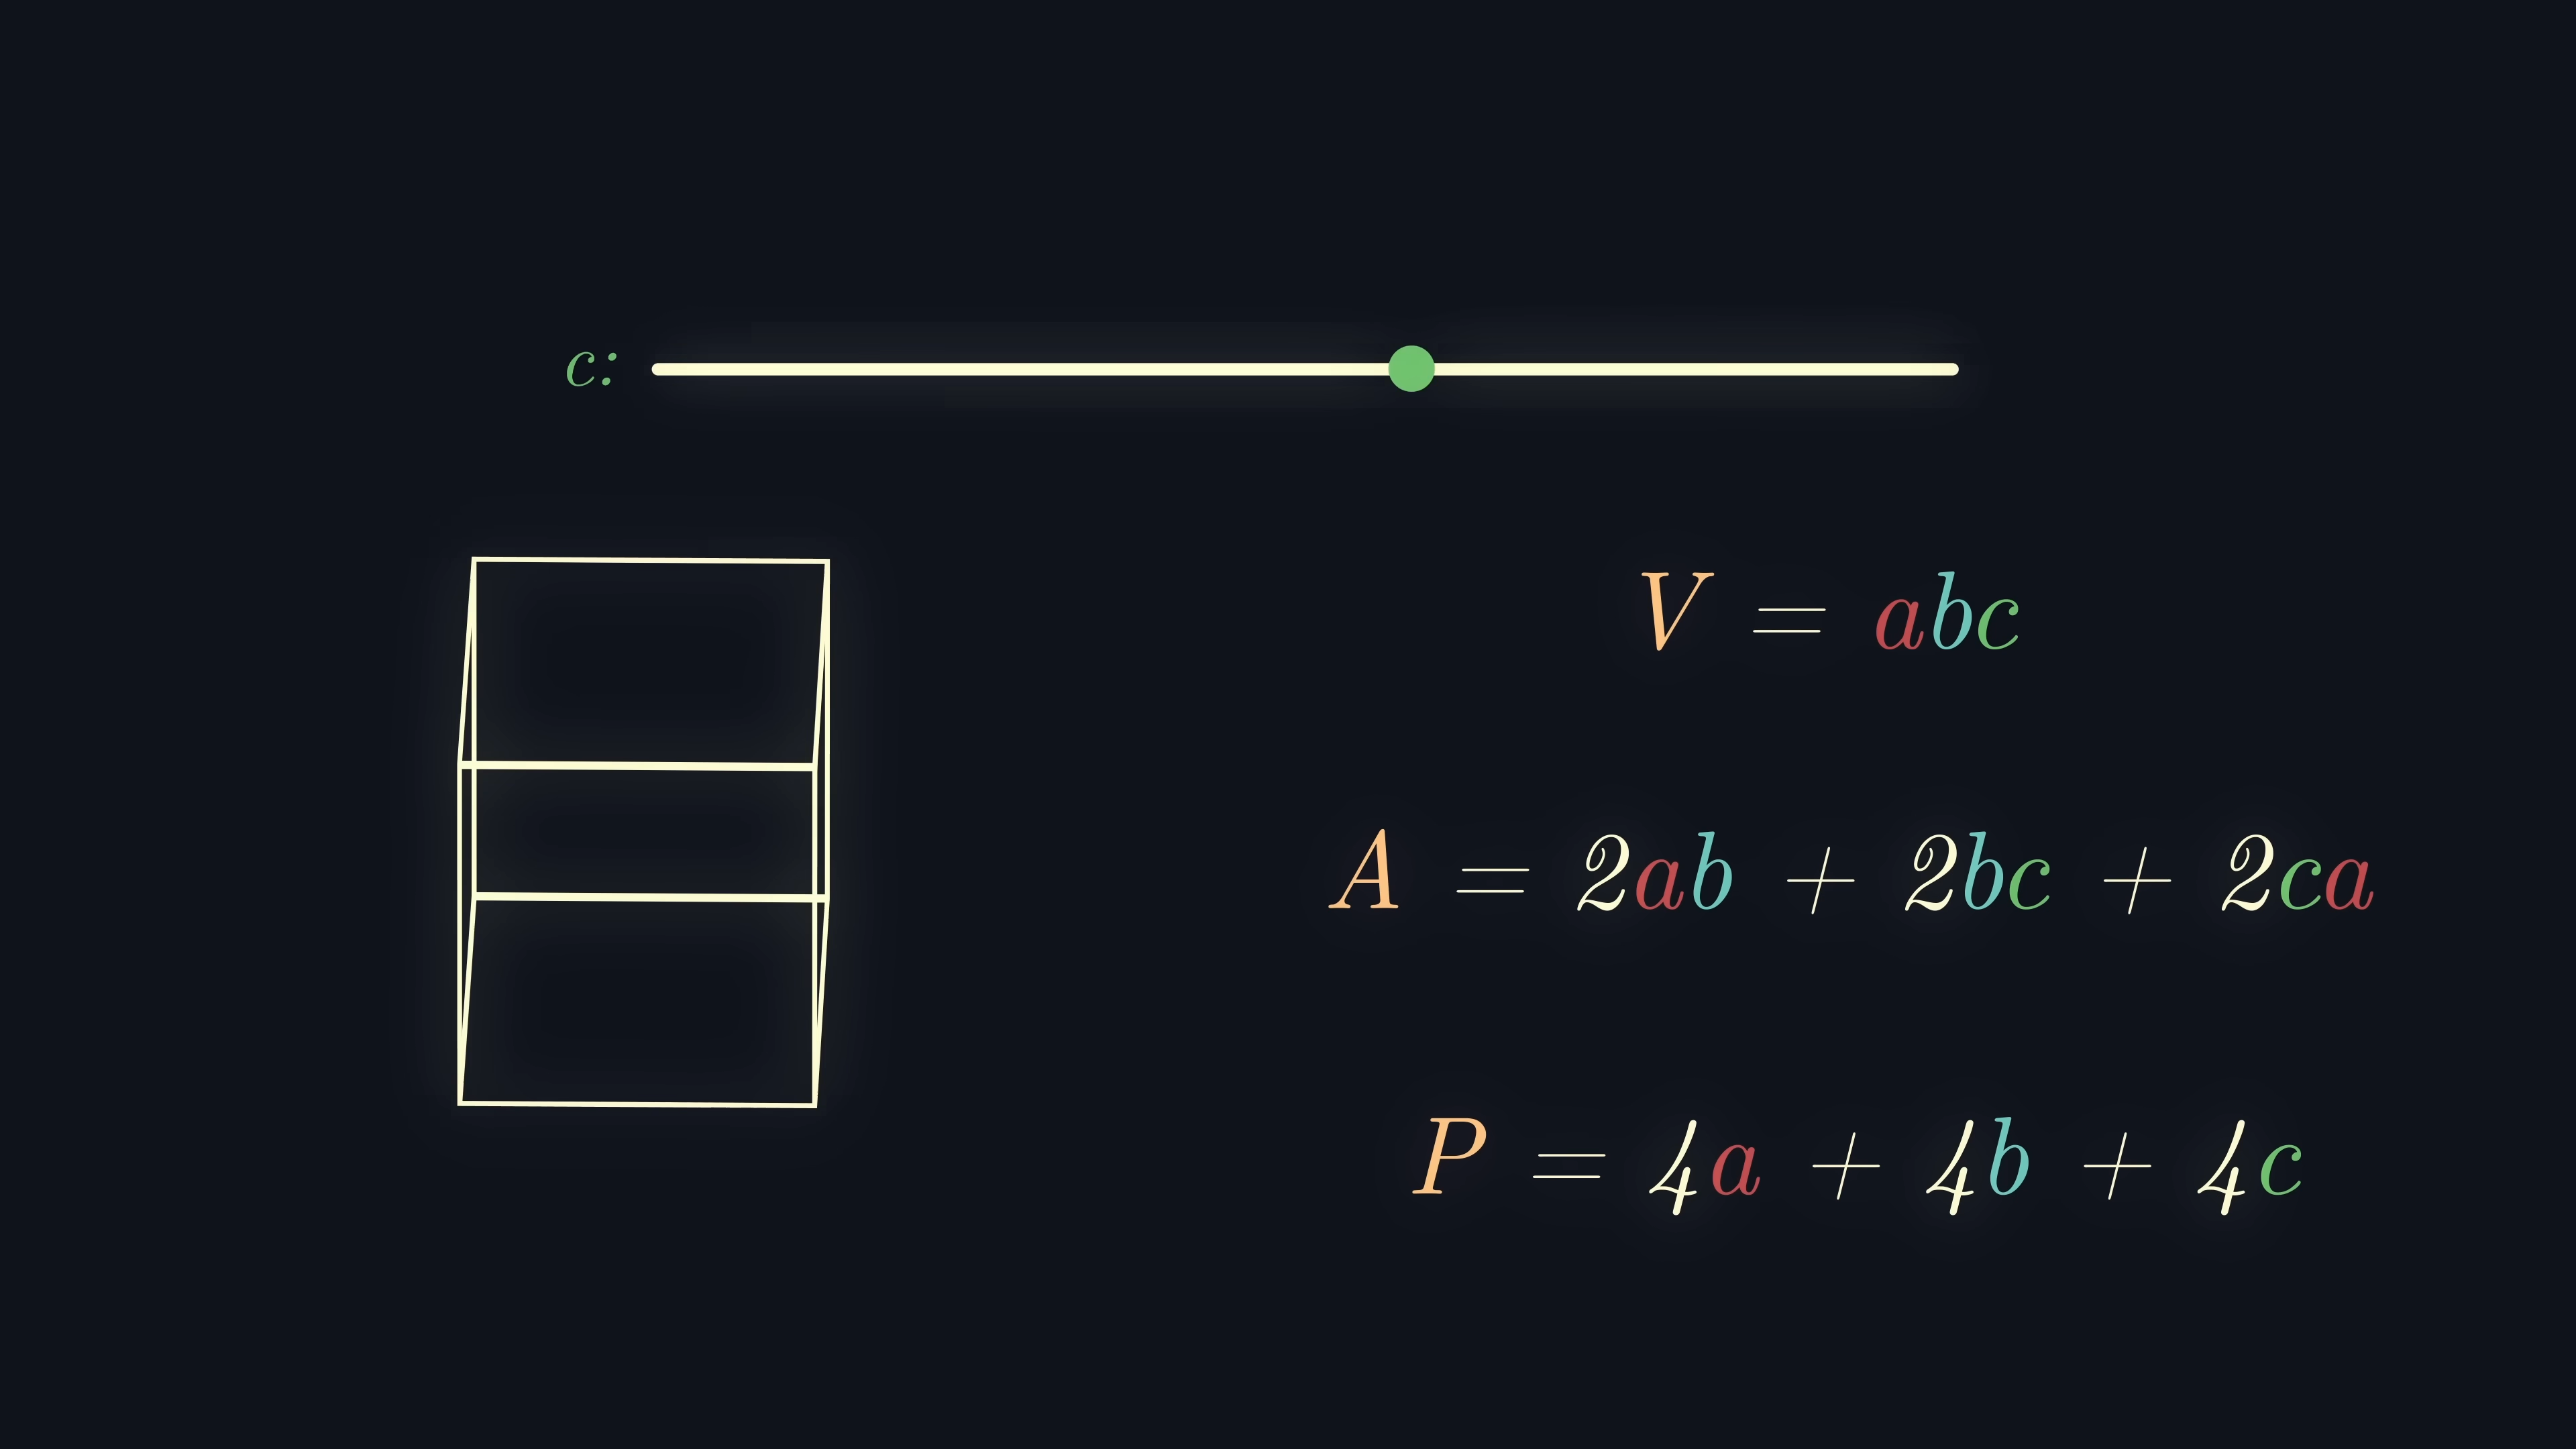 c:
V = abc
A = 2ab + 2bc + 2ca
P = 4a + 4b + 4c